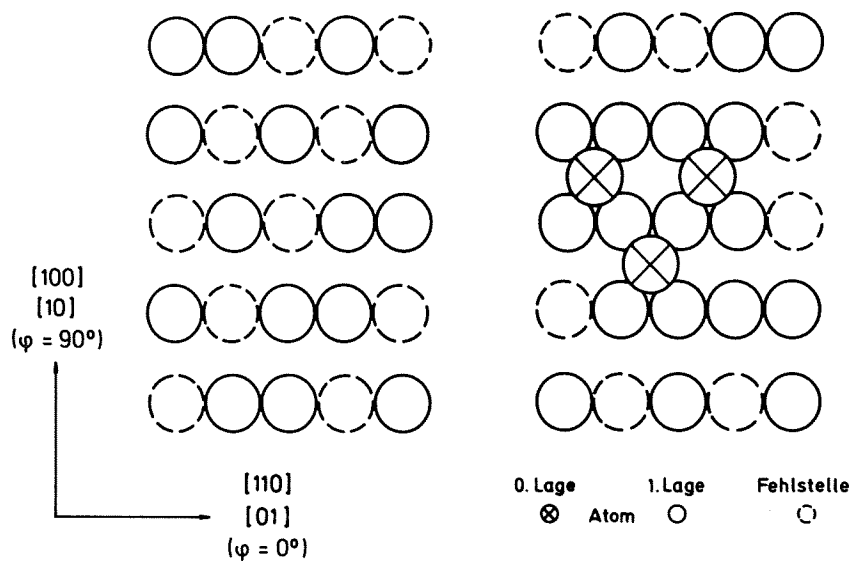 [100]
[10]
(φ = 90°)
[110]
[01]
(φ = 0°)
0. Lage 1. Lage Fehlstelle
Atom